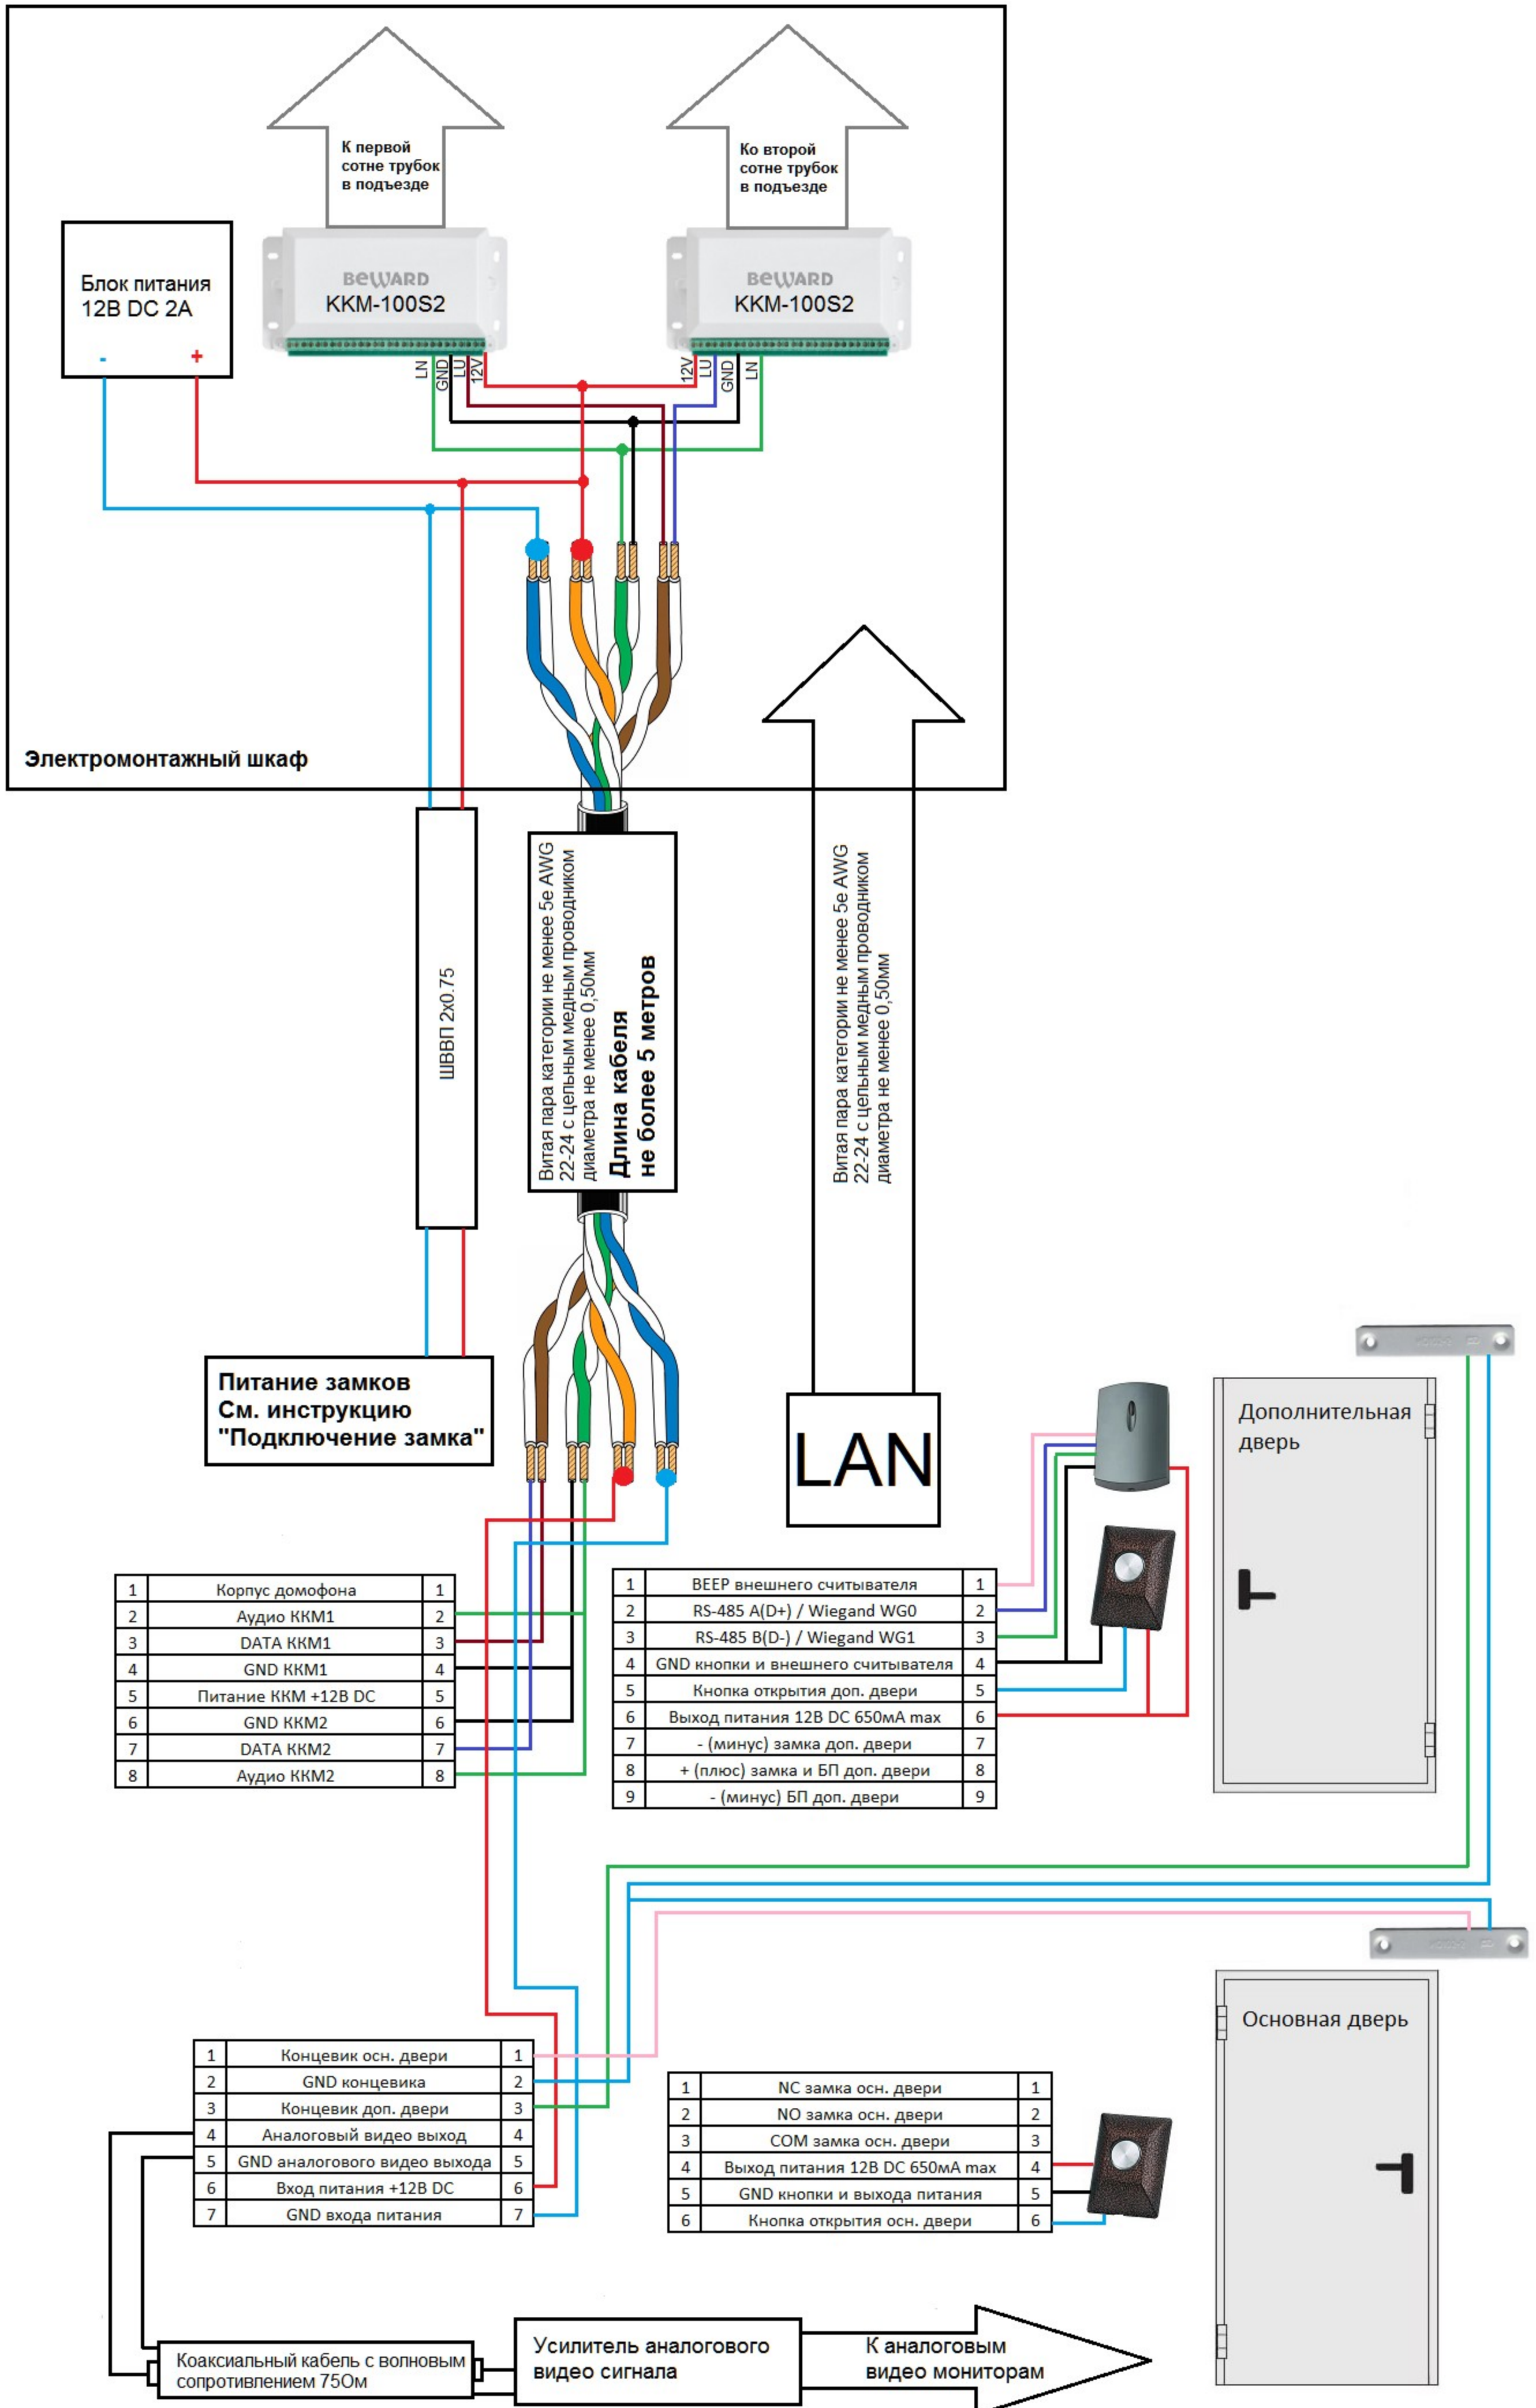 К первой
сотне трубок
в подъезде
Ко второй
сотне трубок
в подъезде
Блок питания
12В DC 2А
- +
BEWARD
KKM-100S2
BEWARD
KKM-100S2
LN GND LU 12V
12V LU GND LN
Электромонтажный шкаф
ШВВП 2x0.75
Витая пара категории не менее 5е AWG
22-24 с цельным медным проводником
диаметра не менее 0,50мм
Длина кабеля
не более 5 метров
Витая пара категории не менее 5е AWG
22-24 с цельным медным проводником
диаметра не менее 0,50мм
Питание замков
См. инструкцию
"Подключение замка"
LAN
Дополнительная
дверь
1 Корпус домофона 1
2 Аудио ККМ1 2
3 DATA ККМ1 3
4 GND ККМ1 4
5 Питание ККМ +12В DC 5
6 GND ККМ2 6
7 DATA ККМ2 7
8 Аудио ККМ2 8
1 BEEP внешнего считывателя 1
2 RS-485 A(D+) / Wiegand WG0 2
3 RS-485 B(D-) / Wiegand WG1 3
4 GND кнопки и внешнего считывателя 4
5 Кнопка открытия доп. двери 5
6 Выход питания 12В DC 650мА max 6
7 - (минус) замка доп. двери 7
8 + (плюс) замка и БП доп. двери 8
9 - (минус) БП доп. двери 9
Основная дверь
1 Концевик осн. двери 1
2 GND концевика 2
3 Концевик доп. двери 3
4 Аналоговый видео выход 4
5 GND аналогового видео выхода 5
6 Вход питания +12В DC 6
7 GND входа питания 7
1 NC замка осн. двери 1
2 NO замка осн. двери 2
3 COM замка осн. двери 3
4 Выход питания 12В DC 650мА max 4
5 GND кнопки и выхода питания 5
6 Кнопка открытия осн. двери 6
Коаксиальный кабель с волновым
сопротивлением 75Ом
Усилитель аналогового
видео сигнала
К аналоговым
видео мониторам